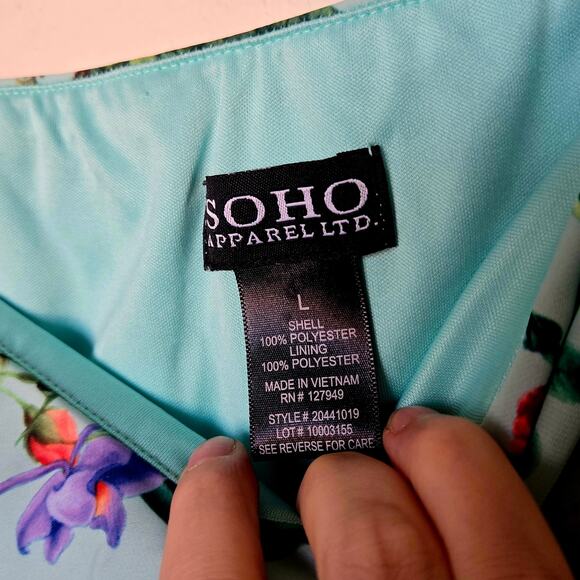 SOHO
APPAREL LTD.
L
SHELL
100% POLYESTER
LINING
100% POLYESTER
MADE IN VIETNAM
RN# 127949
STYLE# 20441019
LOT# 10003155
SEE REVERSE FOR CARE